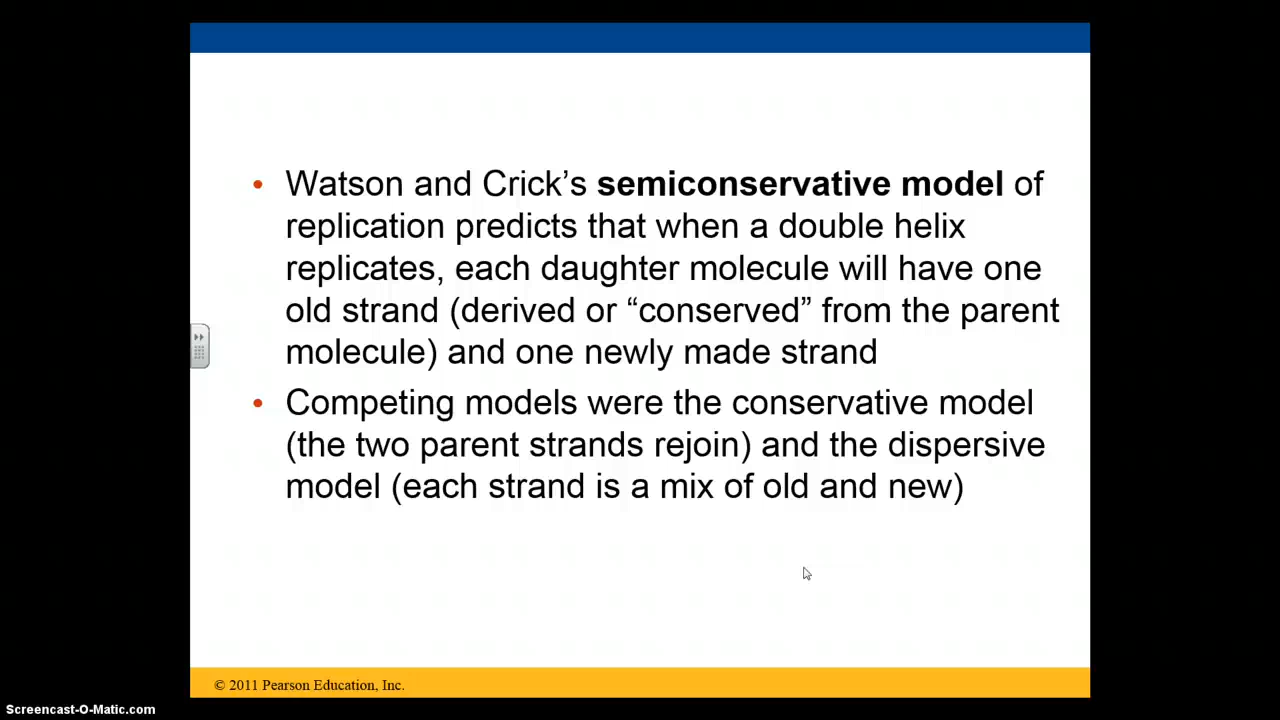 • Watson and Crick’s semiconservative model of
replication predicts that when a double helix
replicates, each daughter molecule will have one
old strand (derived or “conserved” from the parent
molecule) and one newly made strand
• Competing models were the conservative model
(the two parent strands rejoin) and the dispersive
model (each strand is a mix of old and new)
© 2011 Pearson Education, Inc.
Screencast-O-Matic.com